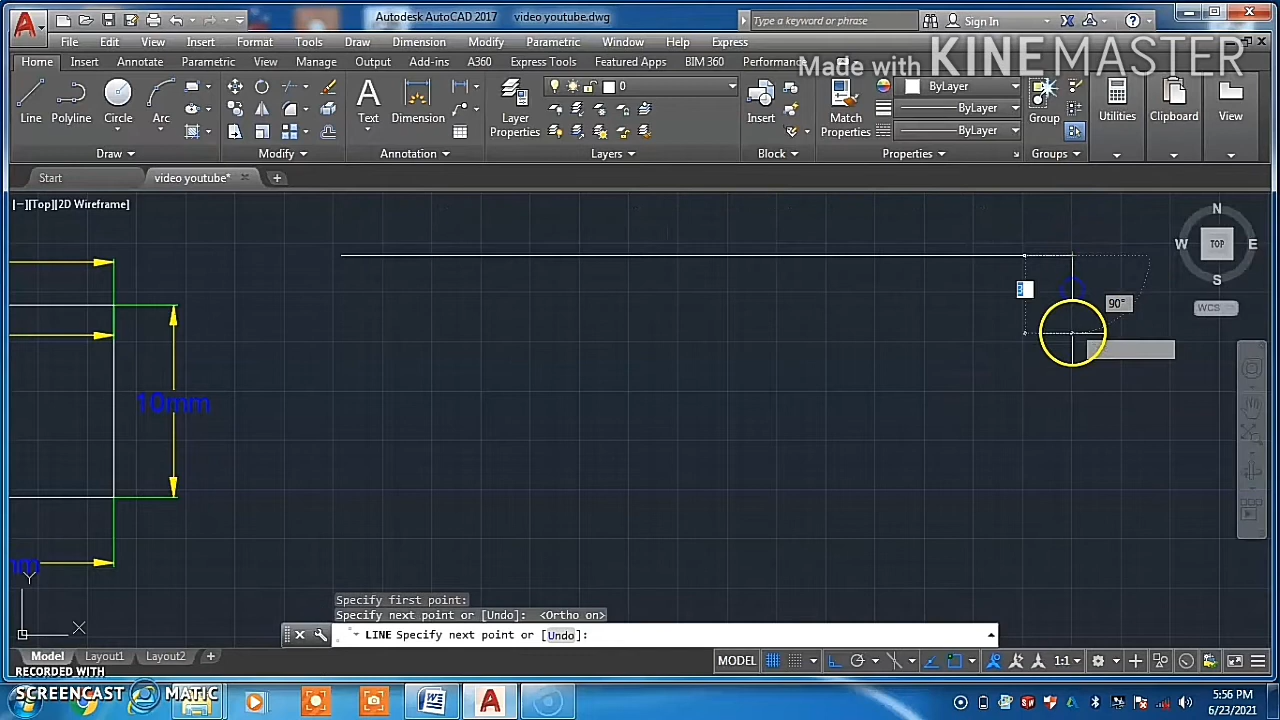 Autodesk AutoCAD 2017 video youtube.dwg
Type a keyword or phrase
Sign In
File Edit View Insert Format Tools Draw Dimension Modify Parametric Window Help Express
Made with KINEMASTER
Home Insert Annotate Parametric View Manage Output Add-ins A360 Express Tools Featured Apps BIM 360 Performance
0
ByLayer
ByLayer
ByLayer
Line Polyline Circle Arc
Text Dimension
Layer Properties
Insert
Match Properties
Group
Utilities
Clipboard
View
Draw Modify Annotation Layers Block Properties Groups
Start video youtube*
[−][Top][2D Wireframe]
N
W TOP E
S
WCS
3
90°
10mm
Y
X
Specify first point:
Specify next point or [Undo]: <Ortho on>
LINE Specify next point or [Undo]:
Model Layout1 Layout2
MODEL
1:1
RECORDED WITH
SCREENCAST MATIC
5:56 PM
6/23/2021